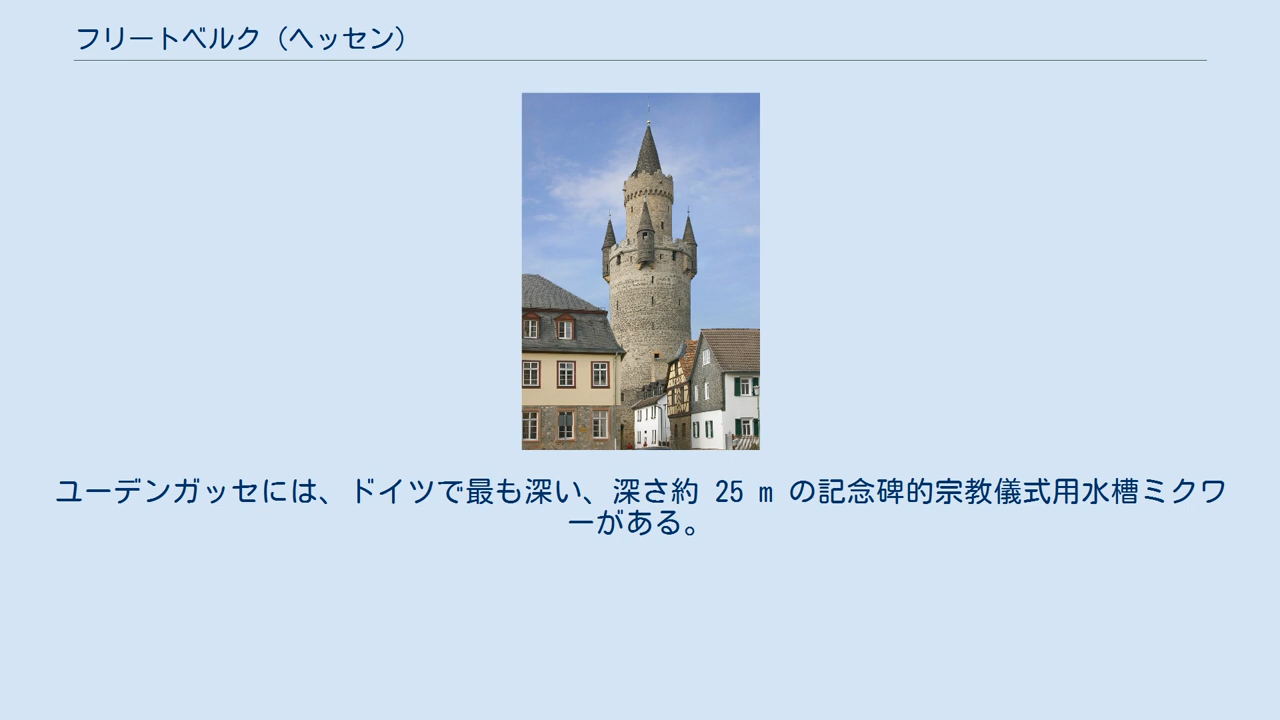 フリートベルク（ヘッセン）
ユーデンガッセには、ドイツで最も深い、深さ約 25 m の記念碑的宗教儀式用水槽ミクワ
ーがある。